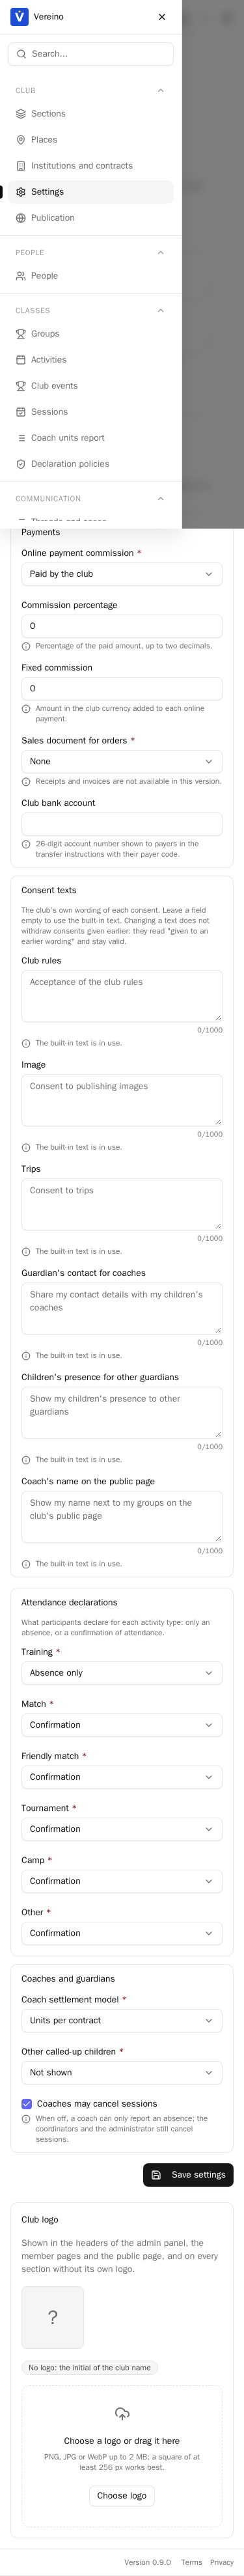 Vereino
Search...
CLUB
Sections
Places
Institutions and contracts
Settings
Publication
PEOPLE
People
CLASSES
Groups
Activities
Club events
Sessions
Coach units report
Declaration policies
COMMUNICATION
Payments
Online payment commission *
Paid by the club
Commission percentage
0
Percentage of the paid amount, up to two decimals.
Fixed commission
0
Amount in the club currency added to each online
payment.
Sales document for orders *
None
Receipts and invoices are not available in this version.
Club bank account
26-digit account number shown to payers in the
transfer instructions with their payer code.
Consent texts
The club's own wording of each consent. Leave a field
empty to use the built-in text. Changing a text does not
withdraw consents given earlier: they read "given to an
earlier wording" and stay valid.
Club rules
Acceptance of the club rules
0/1000
The built-in text is in use.
Image
Consent to publishing images
0/1000
The built-in text is in use.
Trips
Consent to trips
0/1000
The built-in text is in use.
Guardian's contact for coaches
Share my contact details with my children's
coaches
0/1000
The built-in text is in use.
Children's presence for other guardians
Show my children's presence to other
guardians
0/1000
The built-in text is in use.
Coach's name on the public page
Show my name next to my groups on the
club's public page
0/1000
The built-in text is in use.
Attendance declarations
What participants declare for each activity type: only an
absence, or a confirmation of attendance.
Training *
Absence only
Match *
Confirmation
Friendly match *
Confirmation
Tournament *
Confirmation
Camp *
Confirmation
Other *
Confirmation
Coaches and guardians
Coach settlement model *
Units per contract
Other called-up children *
Not shown
Coaches may cancel sessions
When off, a coach can only report an absence; the
coordinators and the administrator still cancel
sessions.
Save settings
Club logo
Shown in the headers of the admin panel, the
member pages and the public page, and on every
section without its own logo.
?
No logo: the initial of the club name
Choose a logo or drag it here
PNG, JPG or WebP up to 2 MB; a square of at
least 256 px works best.
Choose logo
Version 0.9.0 Terms Privacy